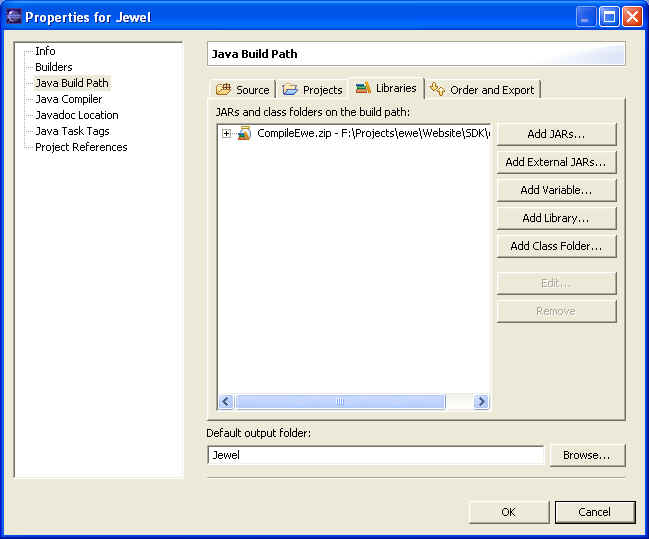 Properties for Jewel
Info
Builders
Java Build Path
Java Compiler
Javadoc Location
Java Task Tags
Project References
Java Build Path
Source Projects Libraries Order and Export
JARs and class folders on the build path:
CompileEwe.zip - F:\Projects\ewe\Website\SDK\
Add JARs...
Add External JARs...
Add Variable...
Add Library...
Add Class Folder...
Edit...
Remove
Default output folder:
Jewel
Browse...
OK Cancel